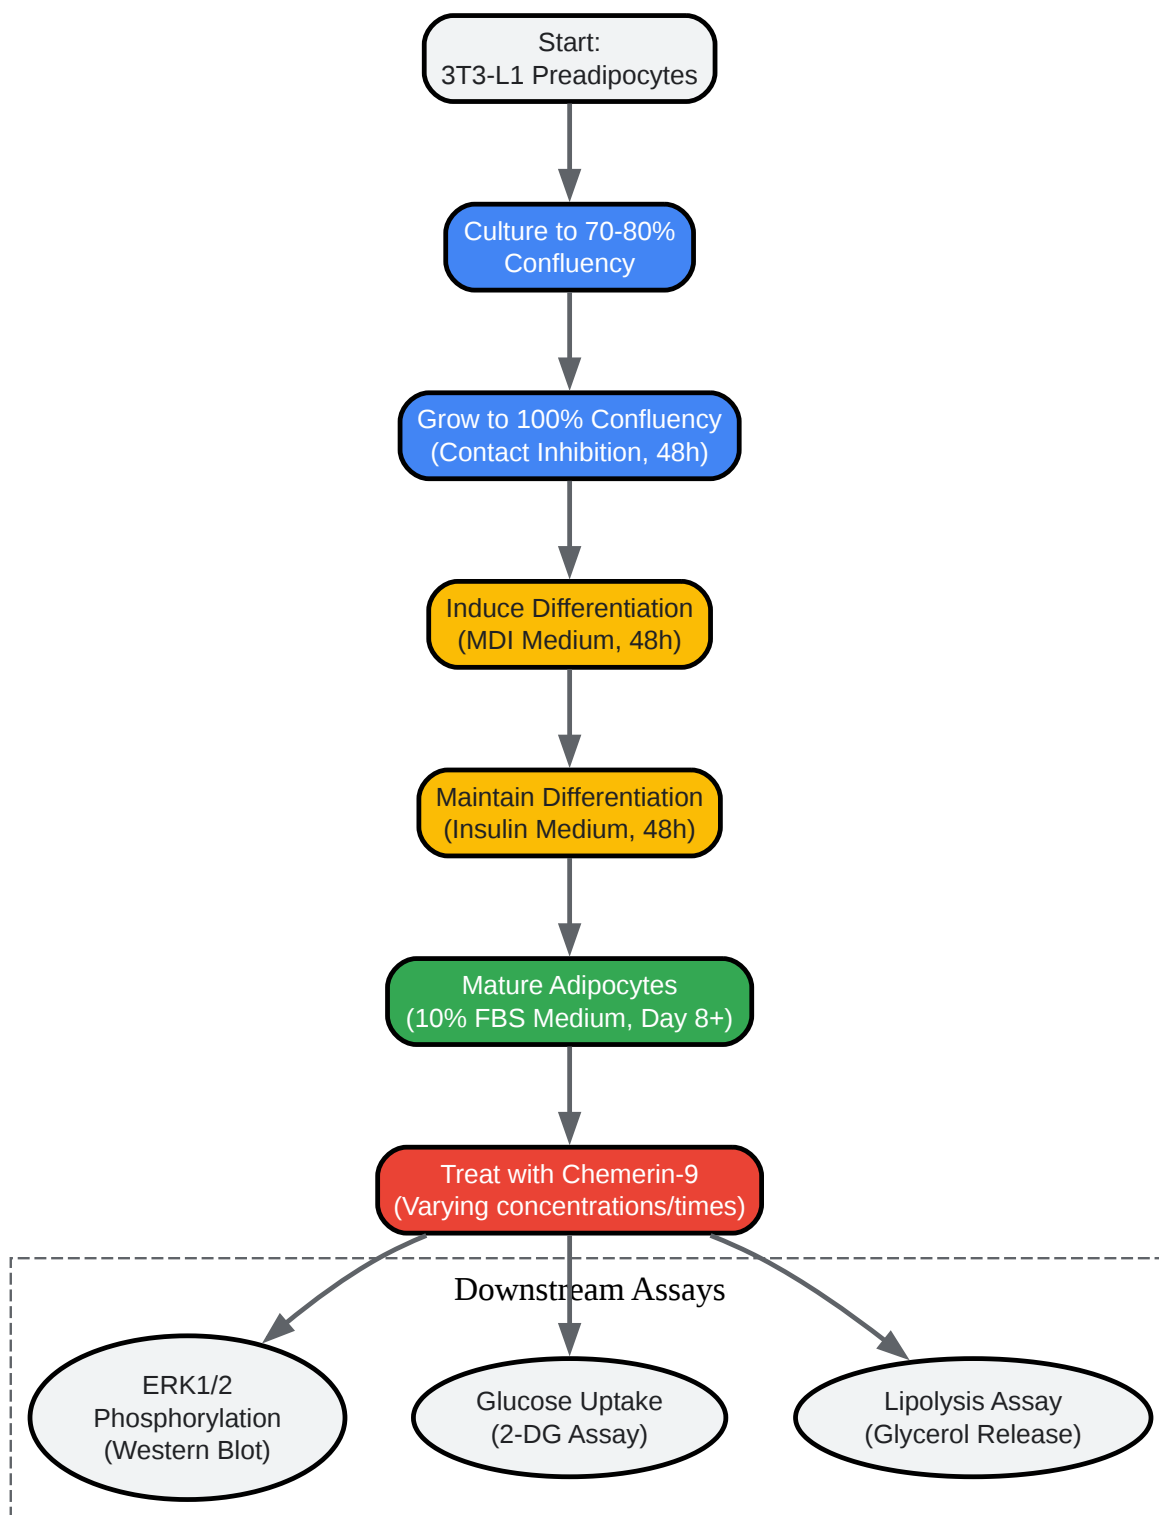 Start:
3T3-L1 Preadipocytes
Culture to 70-80%
Confluency
Grow to 100% Confluency
(Contact Inhibition, 48h)
Induce Differentiation
(MDI Medium, 48h)
Maintain Differentiation
(Insulin Medium, 48h)
Mature Adipocytes
(10% FBS Medium, Day 8+)
Treat with Chemerin-9
(Varying concentrations/times)
Downstream Assays
ERK1/2
Phosphorylation
(Western Blot)
Glucose Uptake
(2-DG Assay)
Lipolysis Assay
(Glycerol Release)